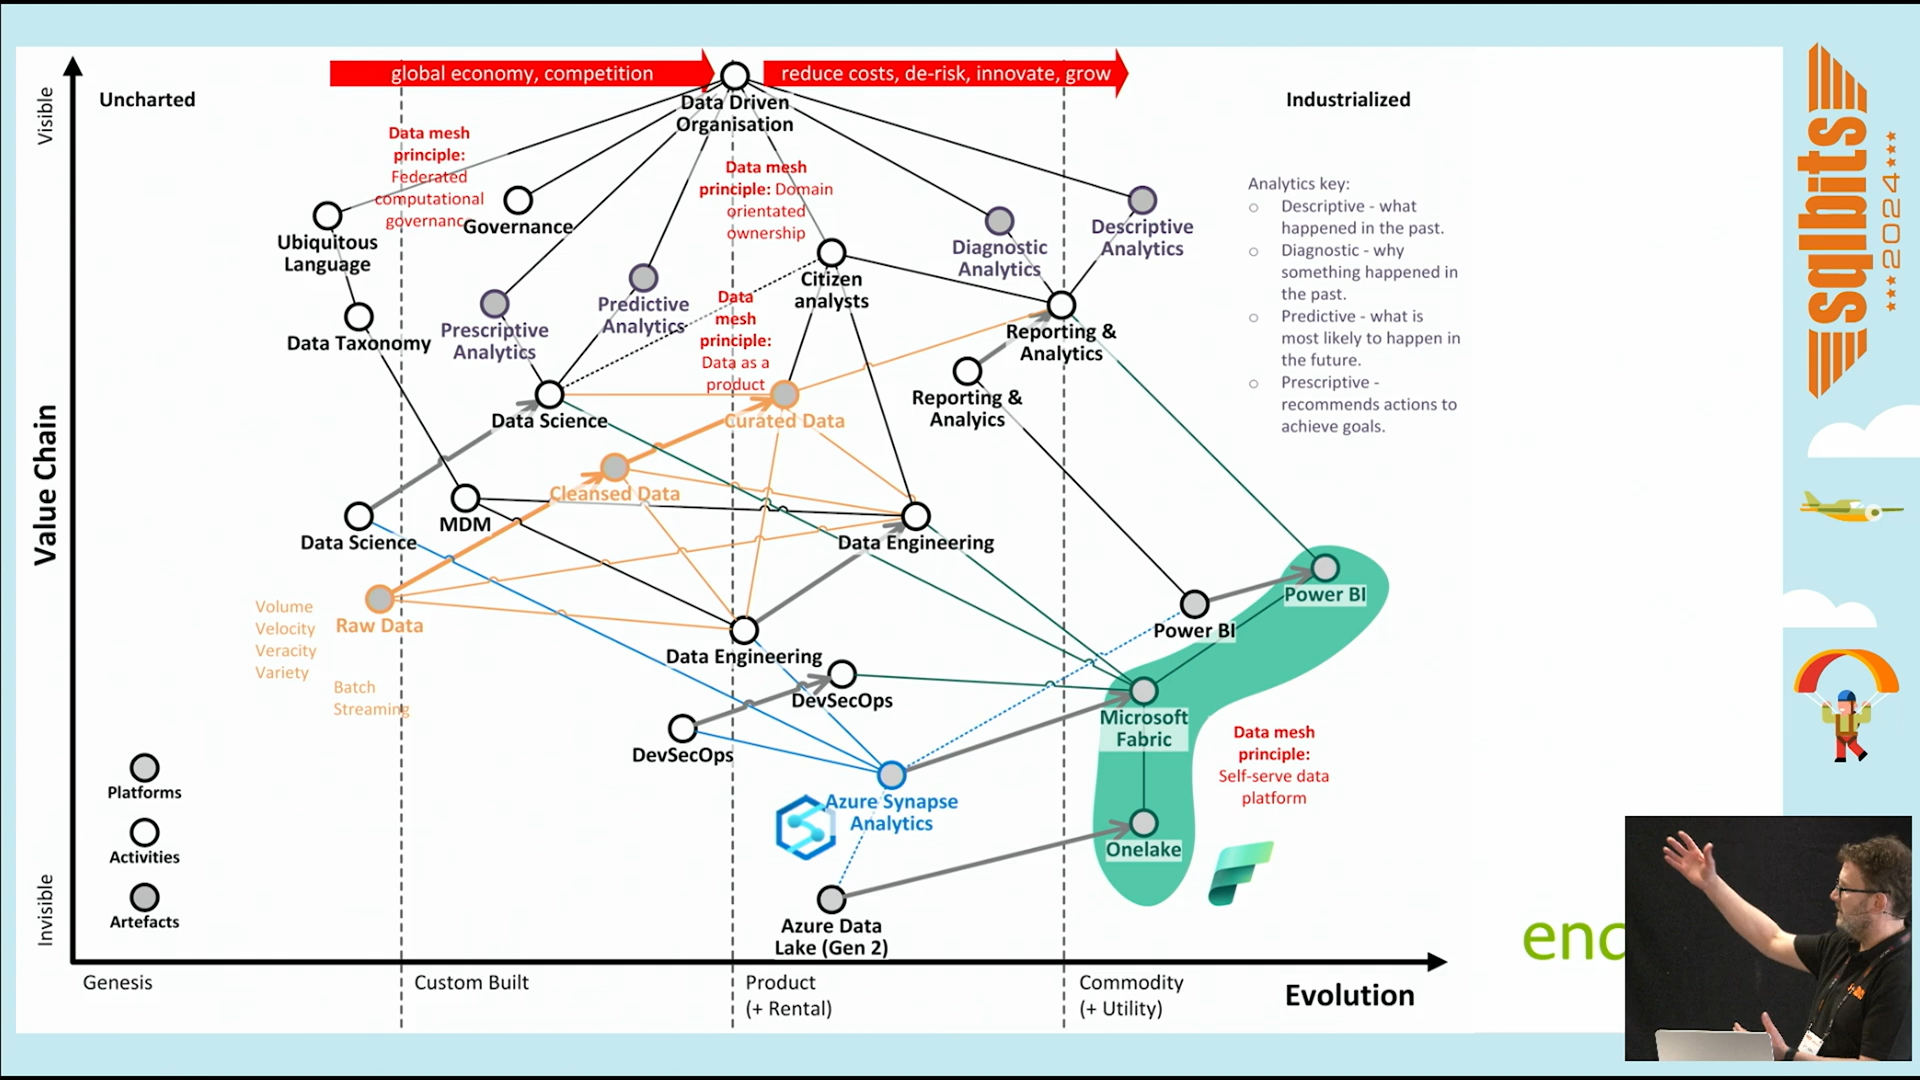 global economy, competition
reduce costs, de-risk, innovate, grow
Visible
Uncharted
Industrialized
Data Driven
Organisation
Data mesh
principle:
Federated
computational
governance
Data mesh
principle: Domain
orientated
ownership
Analytics key:
Descriptive - what
happened in the past.
Diagnostic - why
something happened in
the past.
Predictive - what is
most likely to happen in
the future.
Prescriptive -
recommends actions to
achieve goals.
Governance
Ubiquitous
Language
Descriptive
Analytics
Diagnostic
Analytics
Citizen
analysts
Predictive
Analytics
Prescriptive
Analytics
Data
mesh
principle:
Data as a
product
Data Taxonomy
Reporting &
Analytics
Reporting &
Analyics
Data Science
Curated Data
Cleansed Data
Value Chain
MDM
Data Science
Data Engineering
Power BI
Power BI
Volume
Velocity
Veracity
Variety
Raw Data
Batch
Streaming
Data Engineering
DevSecOps
DevSecOps
Microsoft
Fabric
Data mesh
principle:
Self-serve data
platform
Azure Synapse
Analytics
Onelake
Platforms
Activities
Artefacts
Invisible
Azure Data
Lake (Gen 2)
Genesis
Custom Built
Product
(+ Rental)
Commodity
(+ Utility)
Evolution
sqlbits
2024